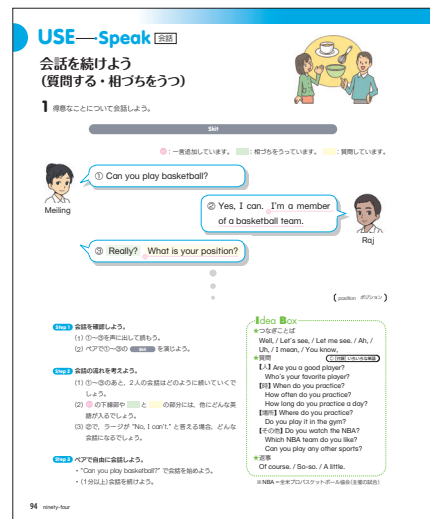 USE—Speak 会話
会話を続けよう
(質問する・相づちをうつ)
1 得意なことについて会話しよう。
Skit
:一言追加しています。 :相づちをうっています。 :質問しています。
① Can you play basketball?
Meiling
② Yes, I can. I'm a member
of a basketball team.
Raj
③ Really? What is your position?
( position ポジション )
Step 1 会話を確認しよう。
(1) ①~③を声に出して読もう。
(2) ペアで①~③の Skit を演じよう。
Step 2 会話の流れを考えよう。
(1) ①~③のあと、2人の会話はどのように続いていくで
しょう。
(2) の下線部や と の部分には、他にどんな英
語が入るでしょう。
(3) ②で、ラージが "No, I can't." と答える場合、どんな
会話になるでしょう。
Step 3 ペアで自由に会話しよう。
・"Can you play basketball?" で会話を始めよう。
・(1分以上)会話を続けよう。
Idea Box
★つなぎことば
Well, / Let's see, / Let me see. / Ah, /
Uh, / I mean, / You know,
★質問
【人】Are you a good player?
Who's your favorite player?
【時】When do you practice?
How often do you practice?
How long do you practice a day?
【場所】Where do you practice?
Do you play it in the gym?
【その他】Do you watch the NBA?
Which NBA team do you like?
Can you play any other sports?
★返事
Of course. / So-so. / A little.
※NBA=全米プロバスケットボール協会(主催の試合)
94 ninety-four